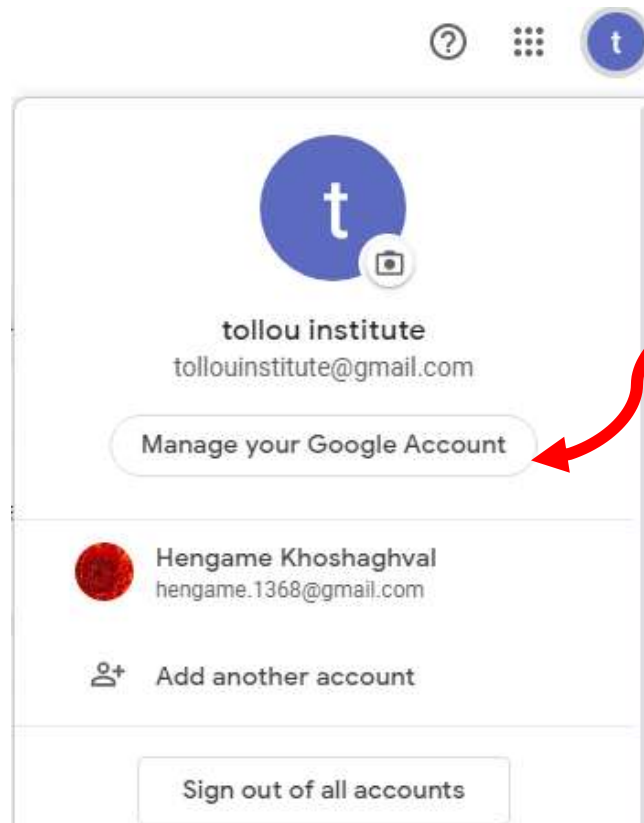 t
t
tollou institute
tollouinstitute@gmail.com
Manage your Google Account
Hengame Khoshaghval
hengame.1368@gmail.com
Add another account
Sign out of all accounts